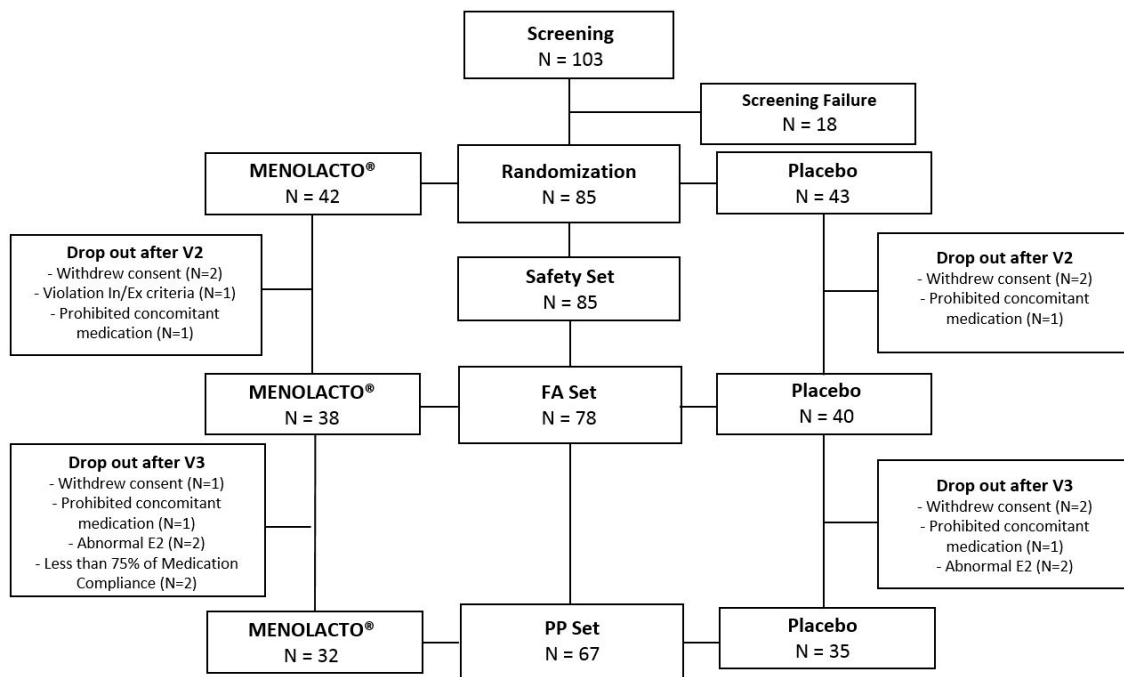 Screening
N = 103
Screening Failure
N = 18
MENOLACTO®
N = 42
Randomization
N = 85
Placebo
N = 43
Drop out after V2
- Withdrew consent (N=2)
- Violation In/Ex criteria (N=1)
- Prohibited concomitant
medication (N=1)
Safety Set
N = 85
Drop out after V2
- Withdrew consent (N=2)
- Prohibited concomitant
medication (N=1)
MENOLACTO®
N = 38
FA Set
N = 78
Placebo
N = 40
Drop out after V3
- Withdrew consent (N=1)
- Prohibited concomitant
medication (N=1)
- Abnormal E2 (N=2)
- Less than 75% of Medication
Compliance (N=2)
Drop out after V3
- Withdrew consent (N=2)
- Prohibited concomitant
medication (N=1)
- Abnormal E2 (N=2)
MENOLACTO®
N = 32
PP Set
N = 67
Placebo
N = 35